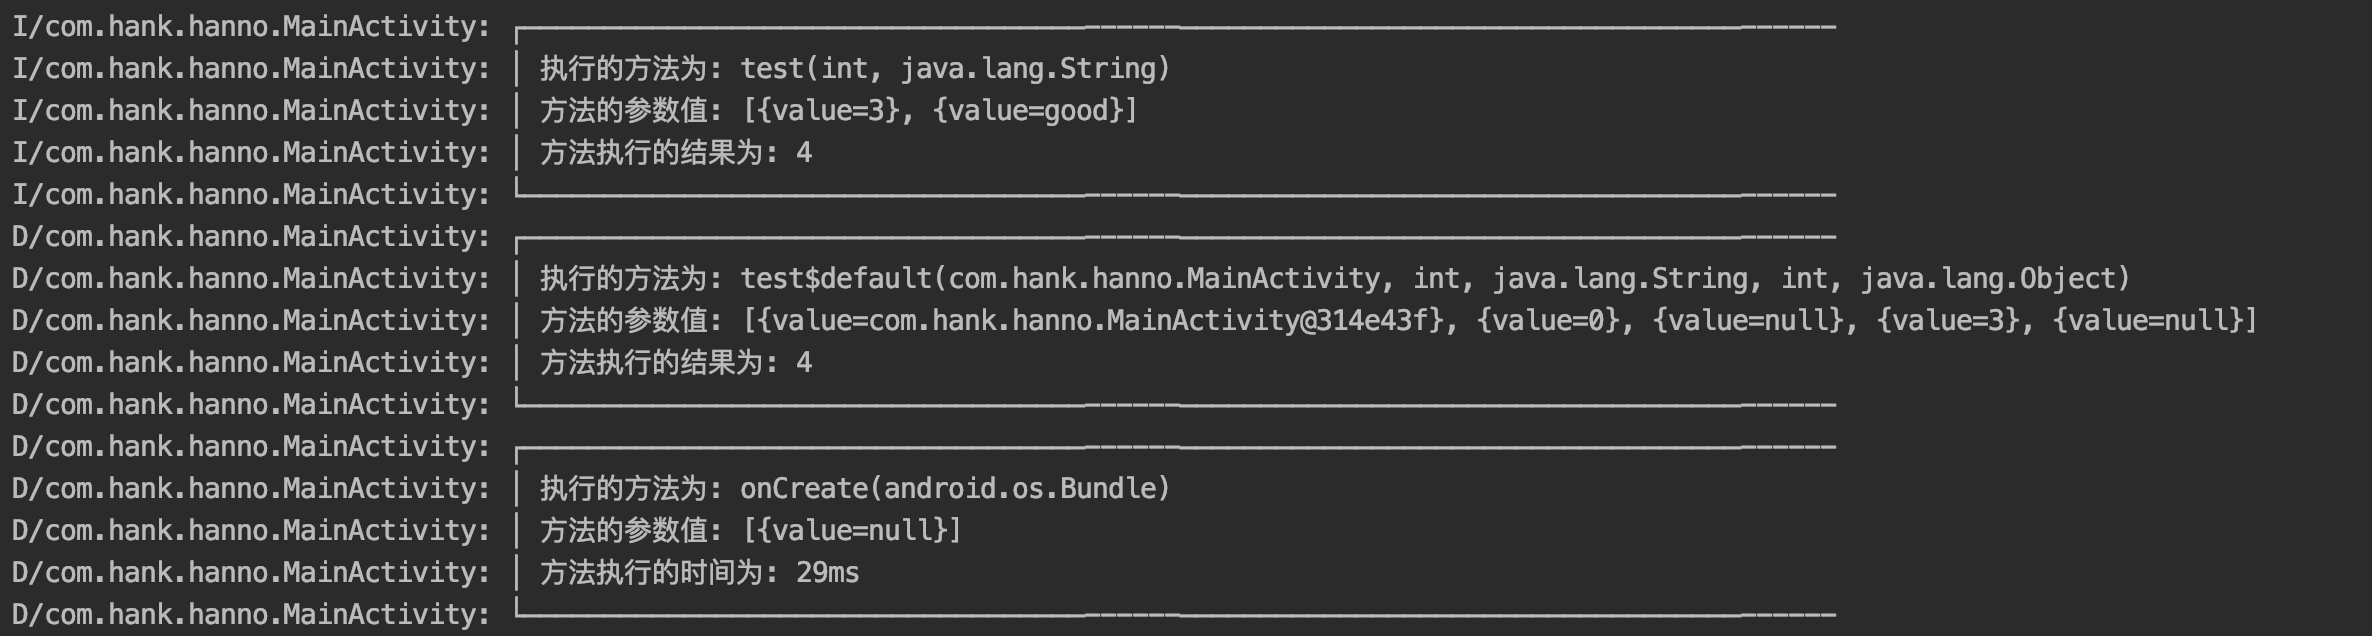 I/com.hank.hanno.MainActivity: ┌──────────────────────────────────────────────────────────────────────────────────
I/com.hank.hanno.MainActivity: │ 执行的方法为: test(int, java.lang.String)
I/com.hank.hanno.MainActivity: │ 方法的参数值: [{value=3}, {value=good}]
I/com.hank.hanno.MainActivity: │ 方法执行的结果为: 4
I/com.hank.hanno.MainActivity: └──────────────────────────────────────────────────────────────────────────────────
D/com.hank.hanno.MainActivity: ┌──────────────────────────────────────────────────────────────────────────────────
D/com.hank.hanno.MainActivity: │ 执行的方法为: test$default(com.hank.hanno.MainActivity, int, java.lang.String, int, java.lang.Object)
D/com.hank.hanno.MainActivity: │ 方法的参数值: [{value=com.hank.hanno.MainActivity@314e43f}, {value=0}, {value=null}, {value=3}, {value=null}]
D/com.hank.hanno.MainActivity: │ 方法执行的结果为: 4
D/com.hank.hanno.MainActivity: └──────────────────────────────────────────────────────────────────────────────────
D/com.hank.hanno.MainActivity: ┌──────────────────────────────────────────────────────────────────────────────────
D/com.hank.hanno.MainActivity: │ 执行的方法为: onCreate(android.os.Bundle)
D/com.hank.hanno.MainActivity: │ 方法的参数值: [{value=null}]
D/com.hank.hanno.MainActivity: │ 方法执行的时间为: 29ms
D/com.hank.hanno.MainActivity: └──────────────────────────────────────────────────────────────────────────────────